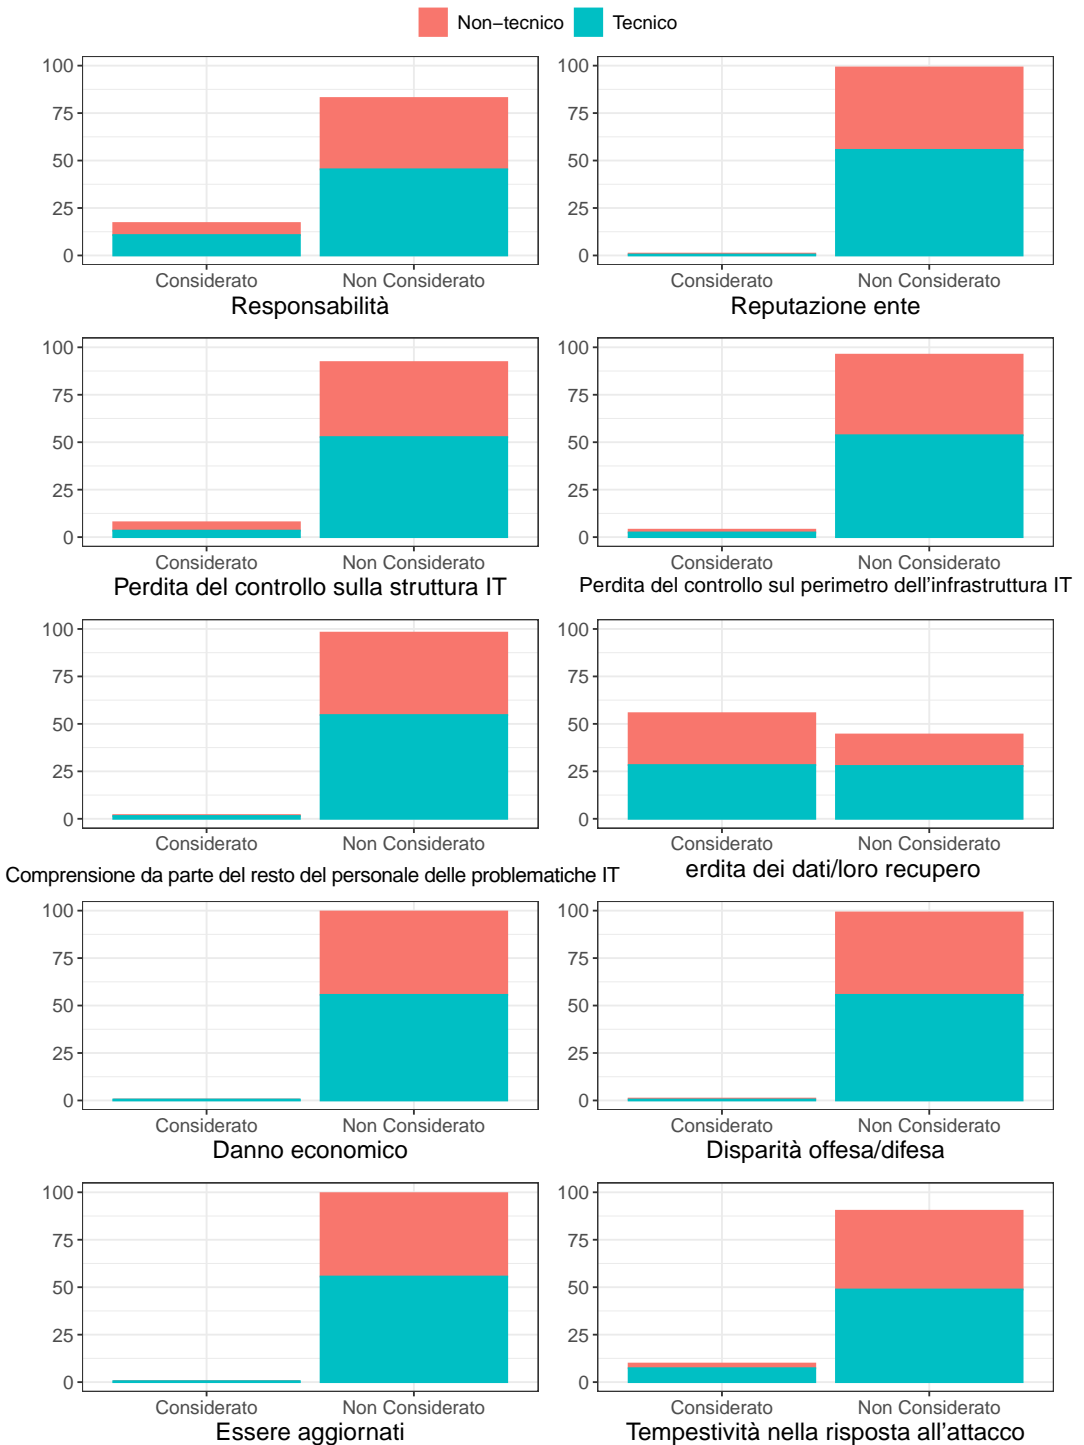 Non−tecnico Tecnico
100
75
50
25
0
Considerato Non Considerato
Responsabilità
100
75
50
25
0
Considerato Non Considerato
Reputazione ente
100
75
50
25
0
Considerato Non Considerato
Perdita del controllo sulla struttura IT
100
75
50
25
0
Considerato Non Considerato
Perdita del controllo sul perimetro dell'infrastruttura IT
100
75
50
25
0
Considerato Non Considerato
Comprensione da parte del resto del personale delle problematiche IT
100
75
50
25
0
Considerato Non Considerato
erdita dei dati/loro recupero
100
75
50
25
0
Considerato Non Considerato
Danno economico
100
75
50
25
0
Considerato Non Considerato
Disparità offesa/difesa
100
75
50
25
0
Considerato Non Considerato
Essere aggiornati
100
75
50
25
0
Considerato Non Considerato
Tempestività nella risposta all'attacco